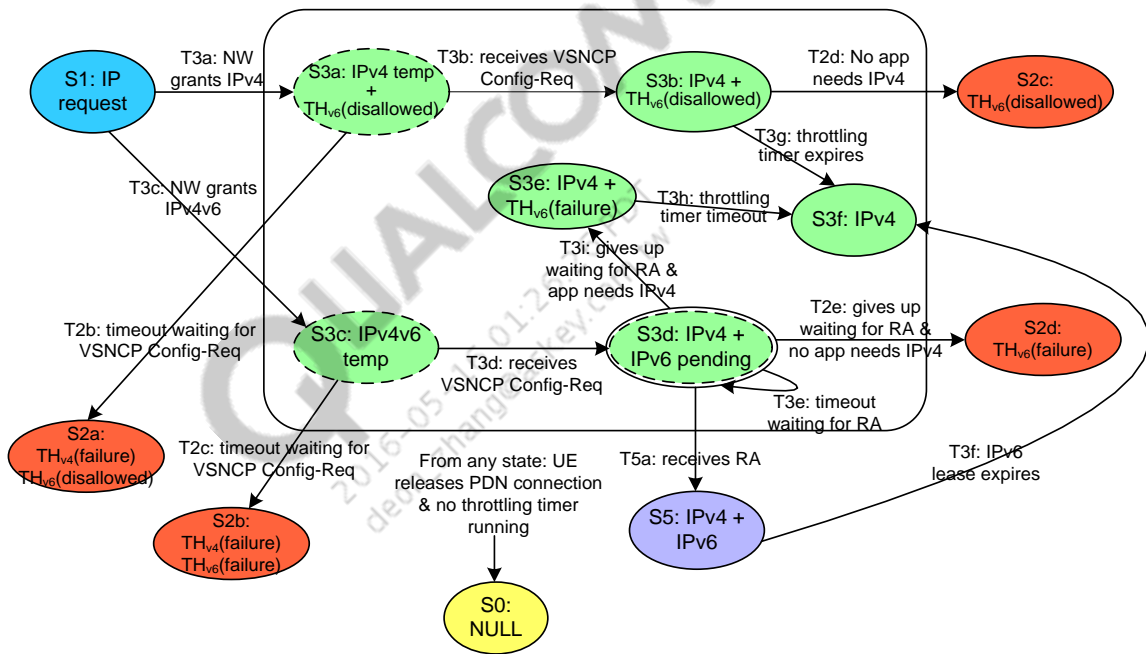 S1: IP
request
T3a: NW
grants IPv4
S3a: IPv4 temp
+
THv6(disallowed)
T3b: receives VSNCP
Config-Req
S3b: IPv4 +
THv6(disallowed)
T2d: No app
needs IPv4
S2c:
THv6(disallowed)
T3g: throttling
timer expires
T3c: NW grants
IPv4v6
S3e: IPv4 +
THv6(failure)
T3h: throttling
timer timeout
S3f: IPv4
T3i: gives up
waiting for RA &
app needs IPv4
T2b: timeout waiting for
VSNCP Config-Req
S3c: IPv4v6
temp
T3d: receives
VSNCP Config-Req
S3d: IPv4 +
IPv6 pending
T2e: gives up
waiting for RA &
no app needs IPv4
S2d:
THv6(failure)
T3e: timeout
waiting for RA
S2a:
THv4(failure)
THv6(disallowed)
T2c: timeout waiting for
VSNCP Config-Req
From any state: UE
releases PDN connection
& no throttling timer
running
T5a: receives RA
T3f: IPv6
lease expires
S2b:
THv4(failure)
THv6(failure)
S5: IPv4 +
IPv6
S0:
NULL
QUALCOMM